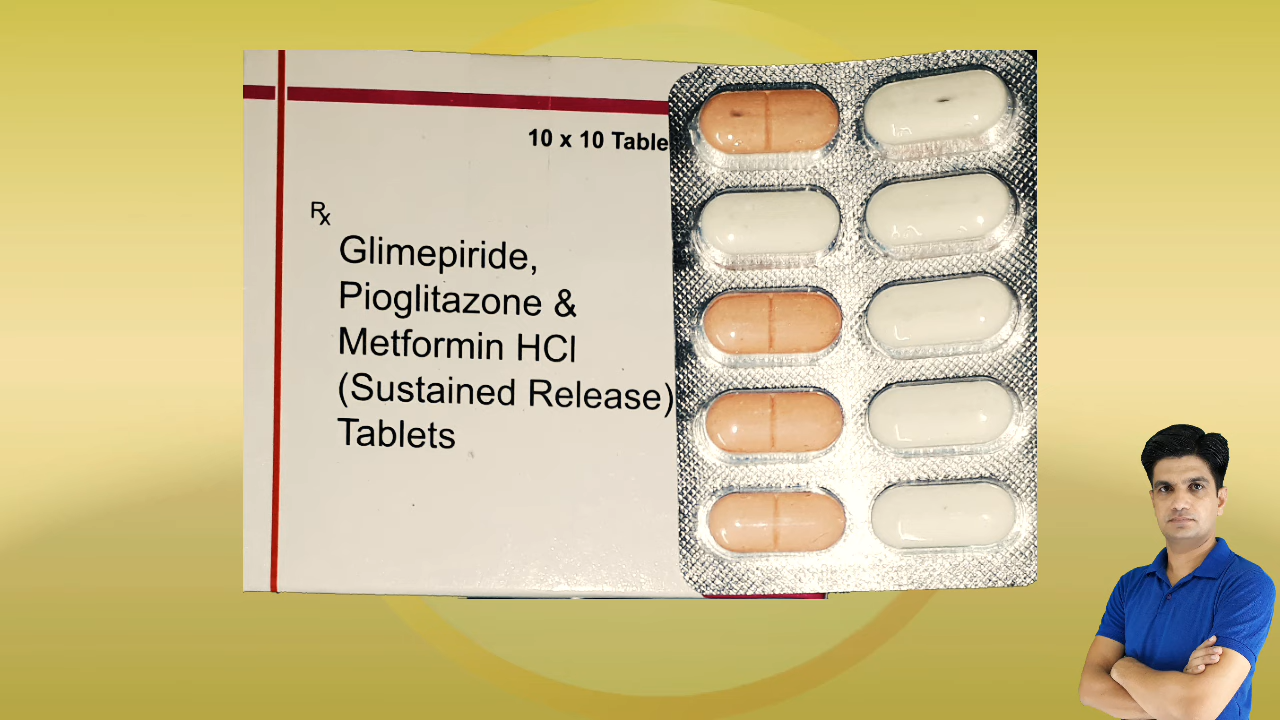 10 x 10 Table
Rx
Glimepiride,
Pioglitazone &
Metformin HCl
(Sustained Release)
Tablets